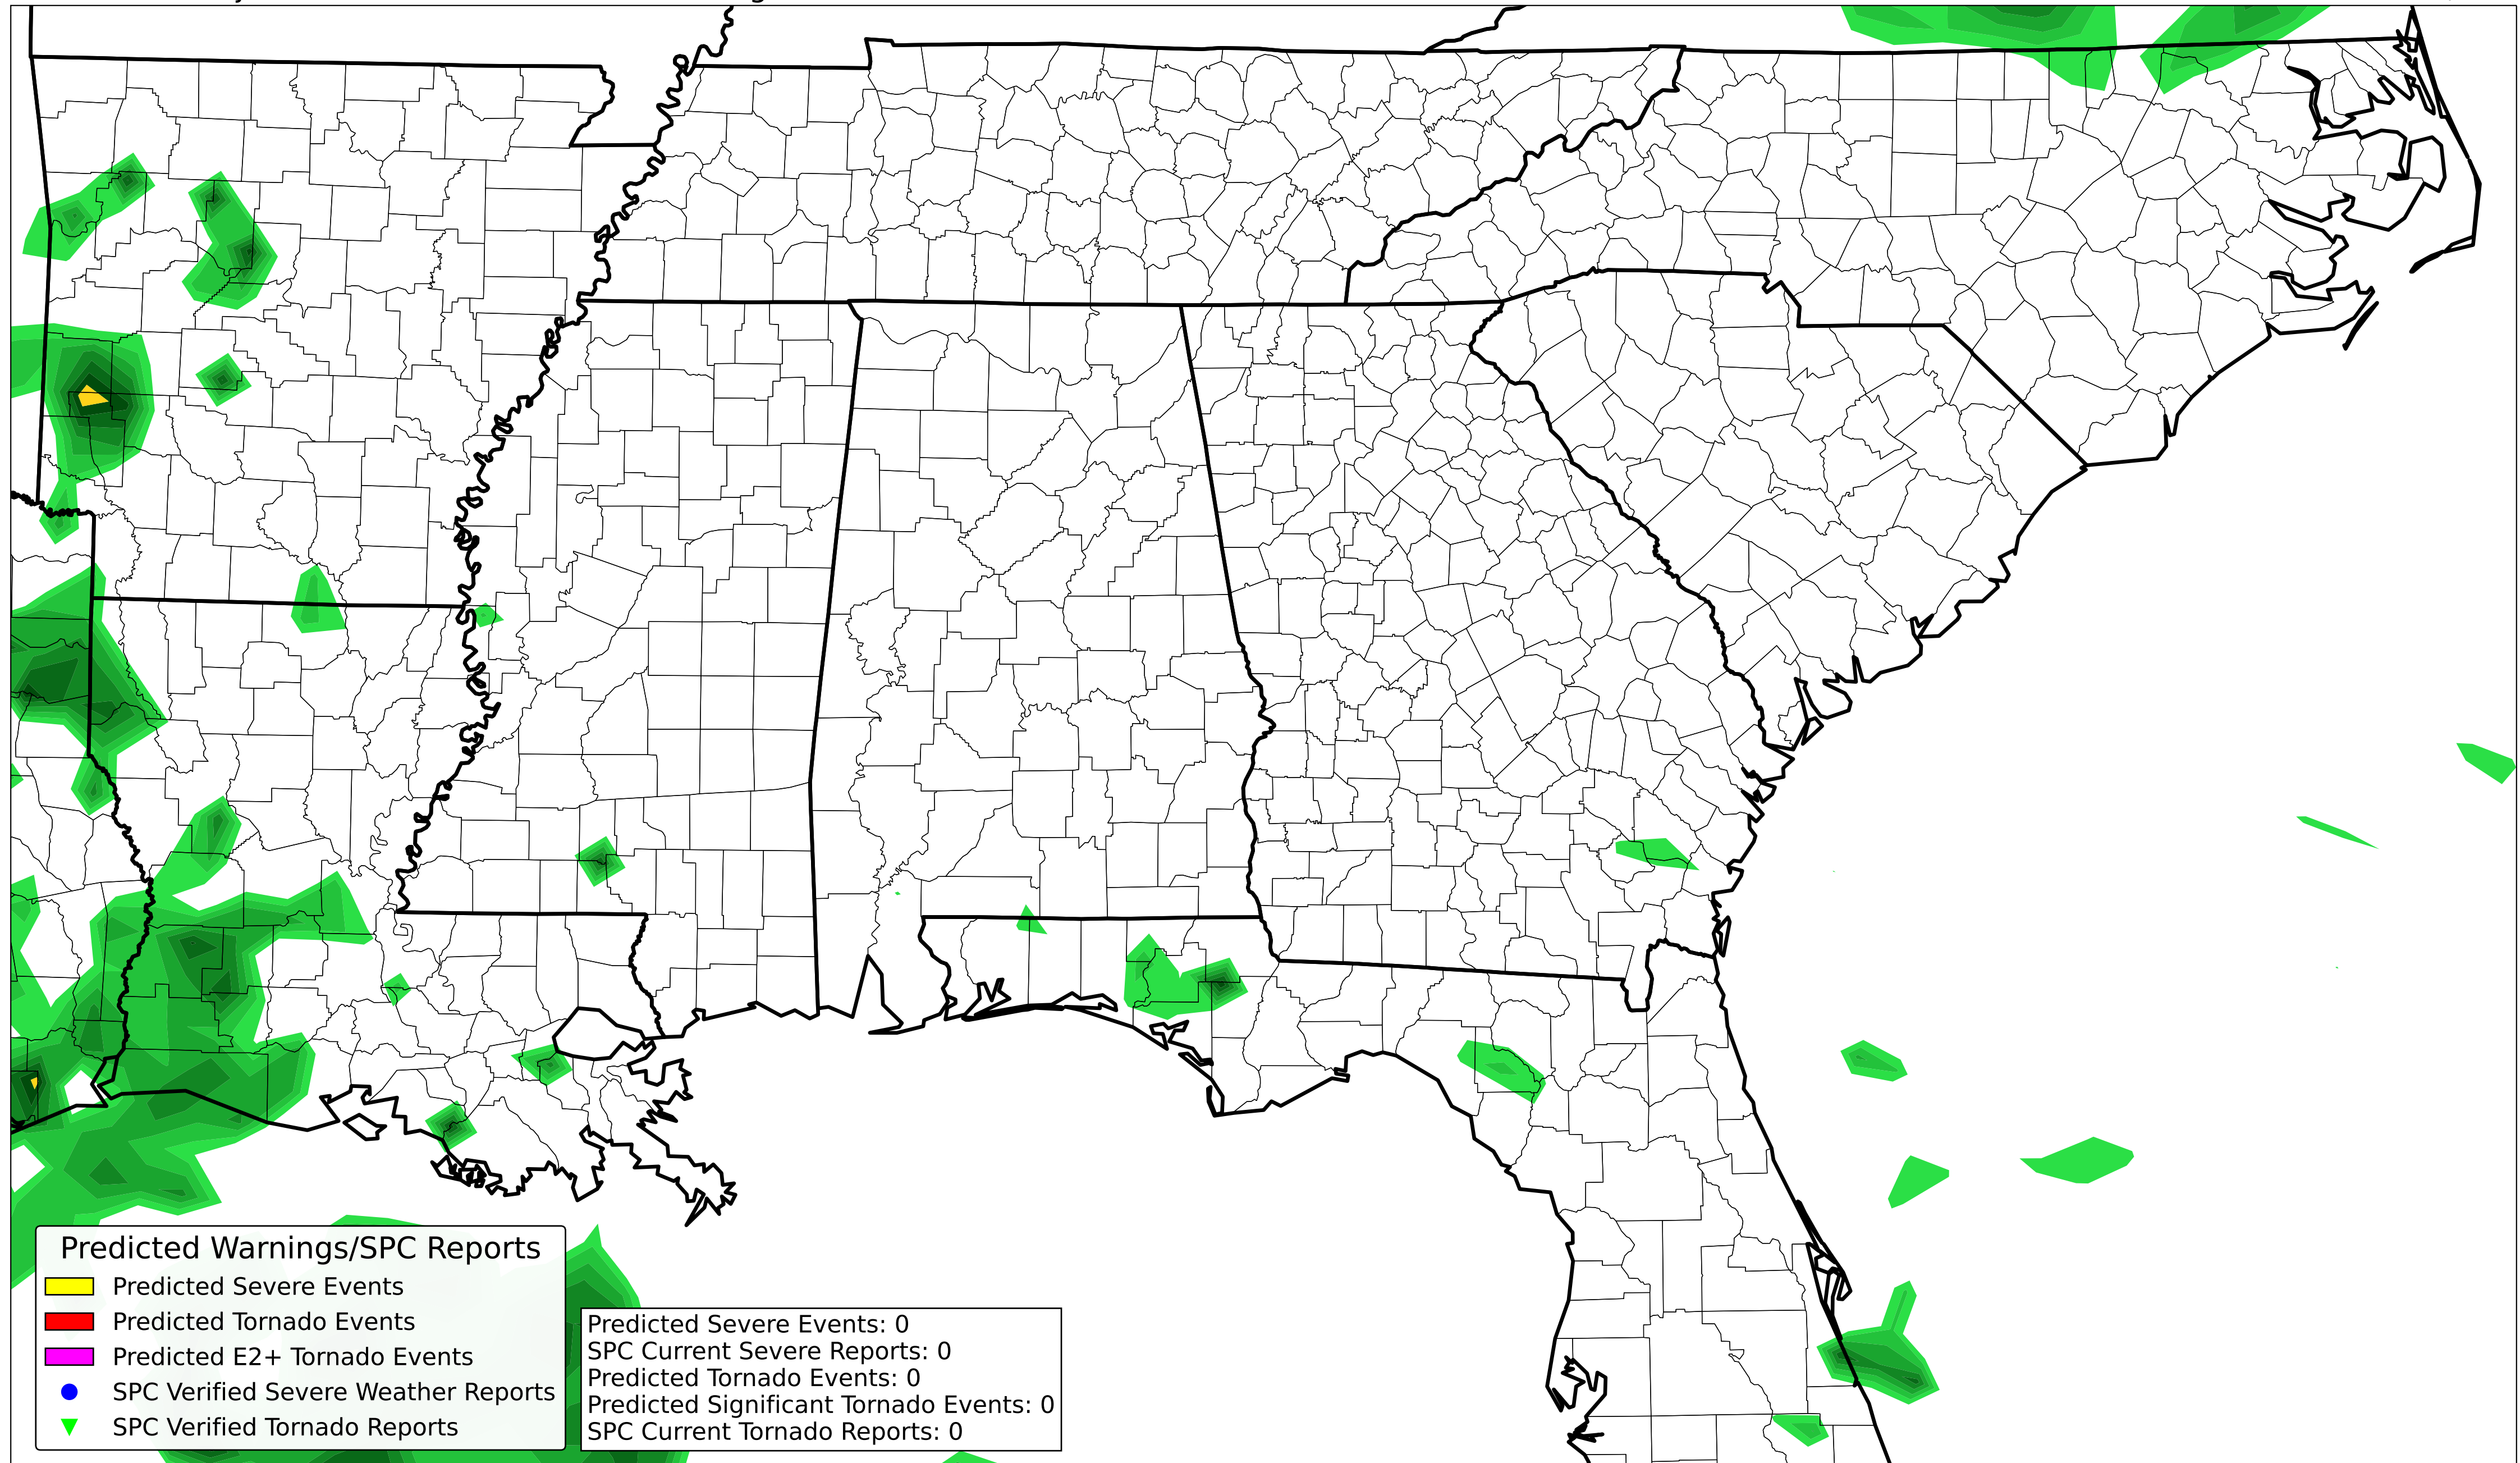 Predicted Warnings/SPC Reports
Predicted Severe Events
Predicted Tornado Events
Predicted E2+ Tornado Events
SPC Verified Severe Weather Reports
SPC Verified Tornado Reports
Predicted Severe Events: 0
SPC Current Severe Reports: 0
Predicted Tornado Events: 0
Predicted Significant Tornado Events: 0
SPC Current Tornado Reports: 0